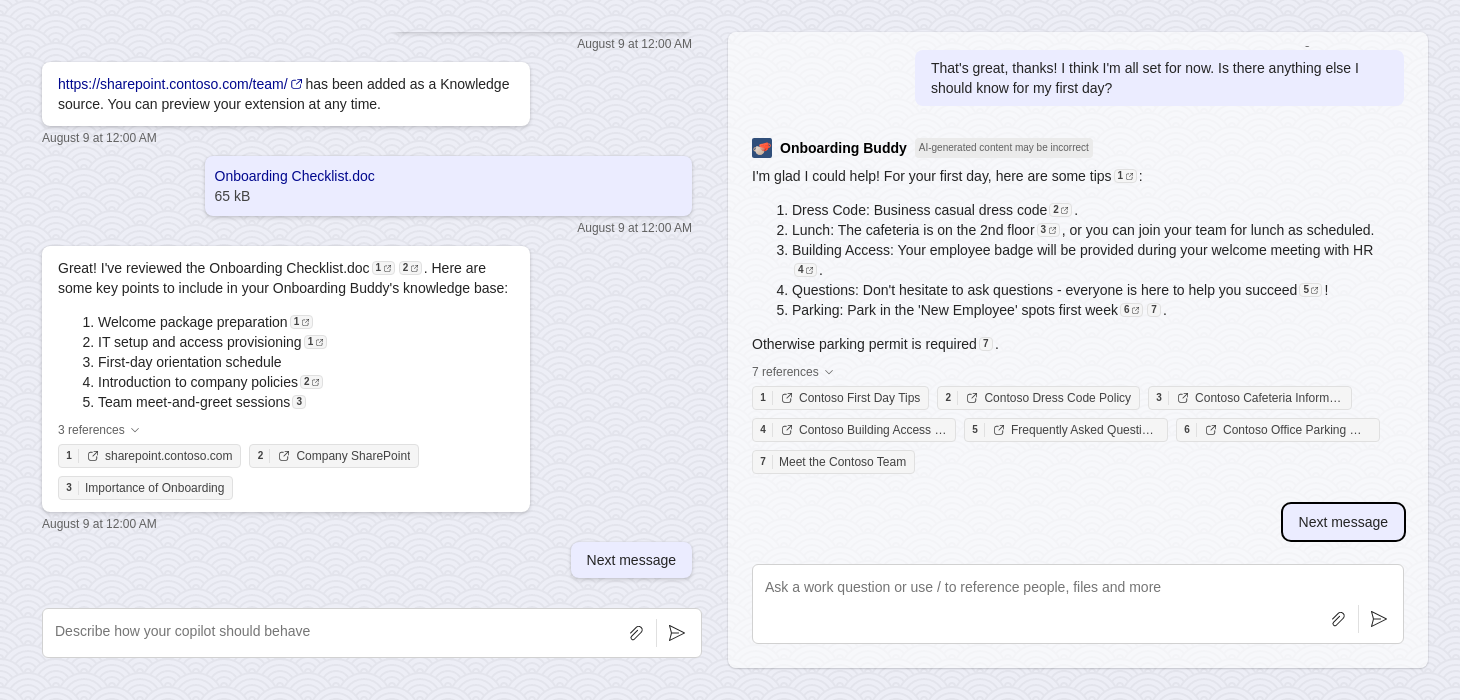 August 9 at 12:00 AM
https://sharepoint.contoso.com/team/ has been added as a Knowledge
source. You can preview your extension at any time.
August 9 at 12:00 AM
Onboarding Checklist.doc
65 kB
August 9 at 12:00 AM
Great! I've reviewed the Onboarding Checklist.doc 1 2 . Here are
some key points to include in your Onboarding Buddy's knowledge base:
1. Welcome package preparation 1
2. IT setup and access provisioning 1
3. First-day orientation schedule
4. Introduction to company policies 2
5. Team meet-and-greet sessions 3
3 references
1 sharepoint.contoso.com 2 Company SharePoint
3 Importance of Onboarding
August 9 at 12:00 AM
Next message
Describe how your copilot should behave
That's great, thanks! I think I'm all set for now. Is there anything else I
should know for my first day?
Onboarding Buddy AI-generated content may be incorrect
I'm glad I could help! For your first day, here are some tips 1 :
1. Dress Code: Business casual dress code 2 .
2. Lunch: The cafeteria is on the 2nd floor 3 , or you can join your team for lunch as scheduled.
3. Building Access: Your employee badge will be provided during your welcome meeting with HR
4 .
4. Questions: Don't hesitate to ask questions - everyone is here to help you succeed 5 !
5. Parking: Park in the 'New Employee' spots first week 6 7 .
Otherwise parking permit is required 7 .
7 references
1 Contoso First Day Tips 2 Contoso Dress Code Policy 3 Contoso Cafeteria Inform…
4 Contoso Building Access … 5 Frequently Asked Questi… 6 Contoso Office Parking …
7 Meet the Contoso Team
Next message
Ask a work question or use / to reference people, files and more